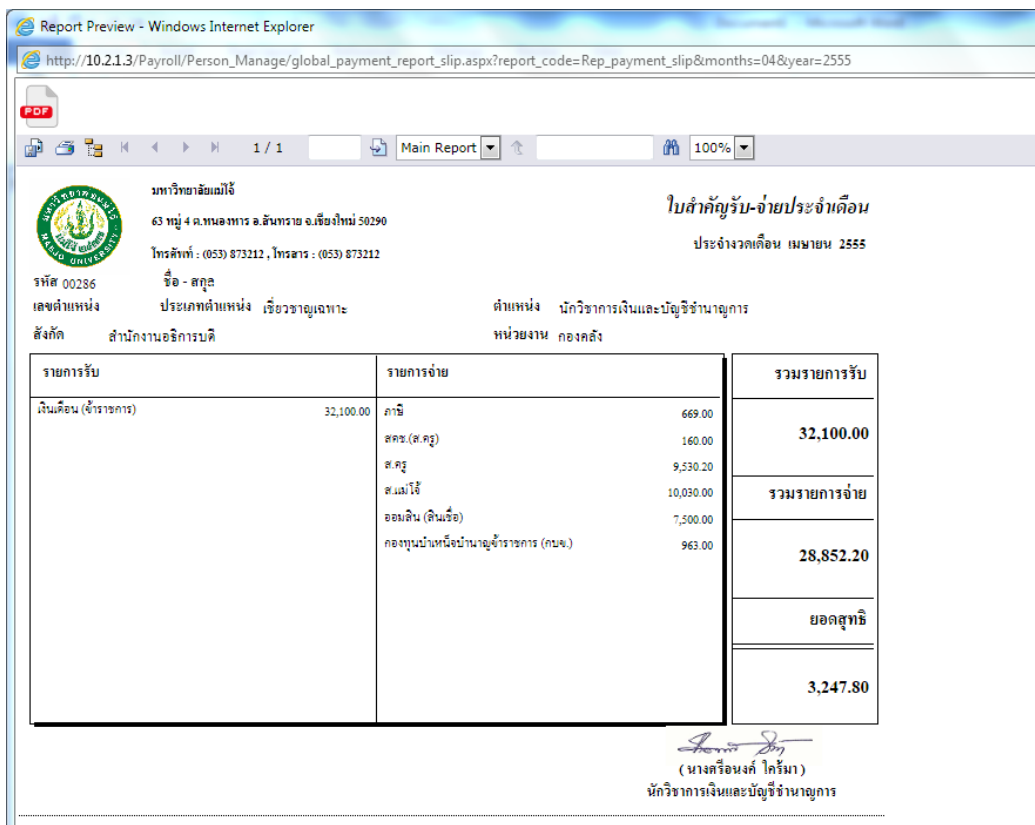 Report Preview - Windows Internet Explorer
http://10.2.1.3/Payroll/Person_Manage/global_payment_report_slip.aspx?report_code=Rep_payment_slip&months=04&year=2555
PDF
1 / 1 Main Report 100%
มหาวิทยาลัยแม่โจ้
63 หมู่ 4 ต.หนองหาร อ.สันทราย จ.เชียงใหม่ 50290
โทรศัพท์ : (053) 873212 , โทรสาร : (053) 873212
ใบสำคัญรับ-จ่ายประจำเดือน
ประจำงวดเดือน เมษายน 2555
รหัส 00286 ชื่อ - สกุล
เลขตำแหน่ง ประเภทตำแหน่ง เชี่ยวชาญเฉพาะ ตำแหน่ง นักวิชาการเงินและบัญชีชำนาญการ
สังกัด สำนักงานอธิการบดี หน่วยงาน กองคลัง
รายการรับ รายการจ่าย รวมรายการรับ
เงินเดือน (ข้าราชการ) 32,100.00 ภาษี 669.00
32,100.00
สคช.(ส.ครู) 160.00
ส.ครู 9,530.20
ส.แม่โจ้ 10,030.00 รวมรายการจ่าย
ออมสิน (สินเชื่อ) 7,500.00
กองทุนบำเหน็จบำนาญข้าราชการ (กบข.) 963.00
28,852.20
ยอดสุทธิ
3,247.80
( นางศรีอนงค์ ใคร้มา )
นักวิชาการเงินและบัญชีชำนาญการ